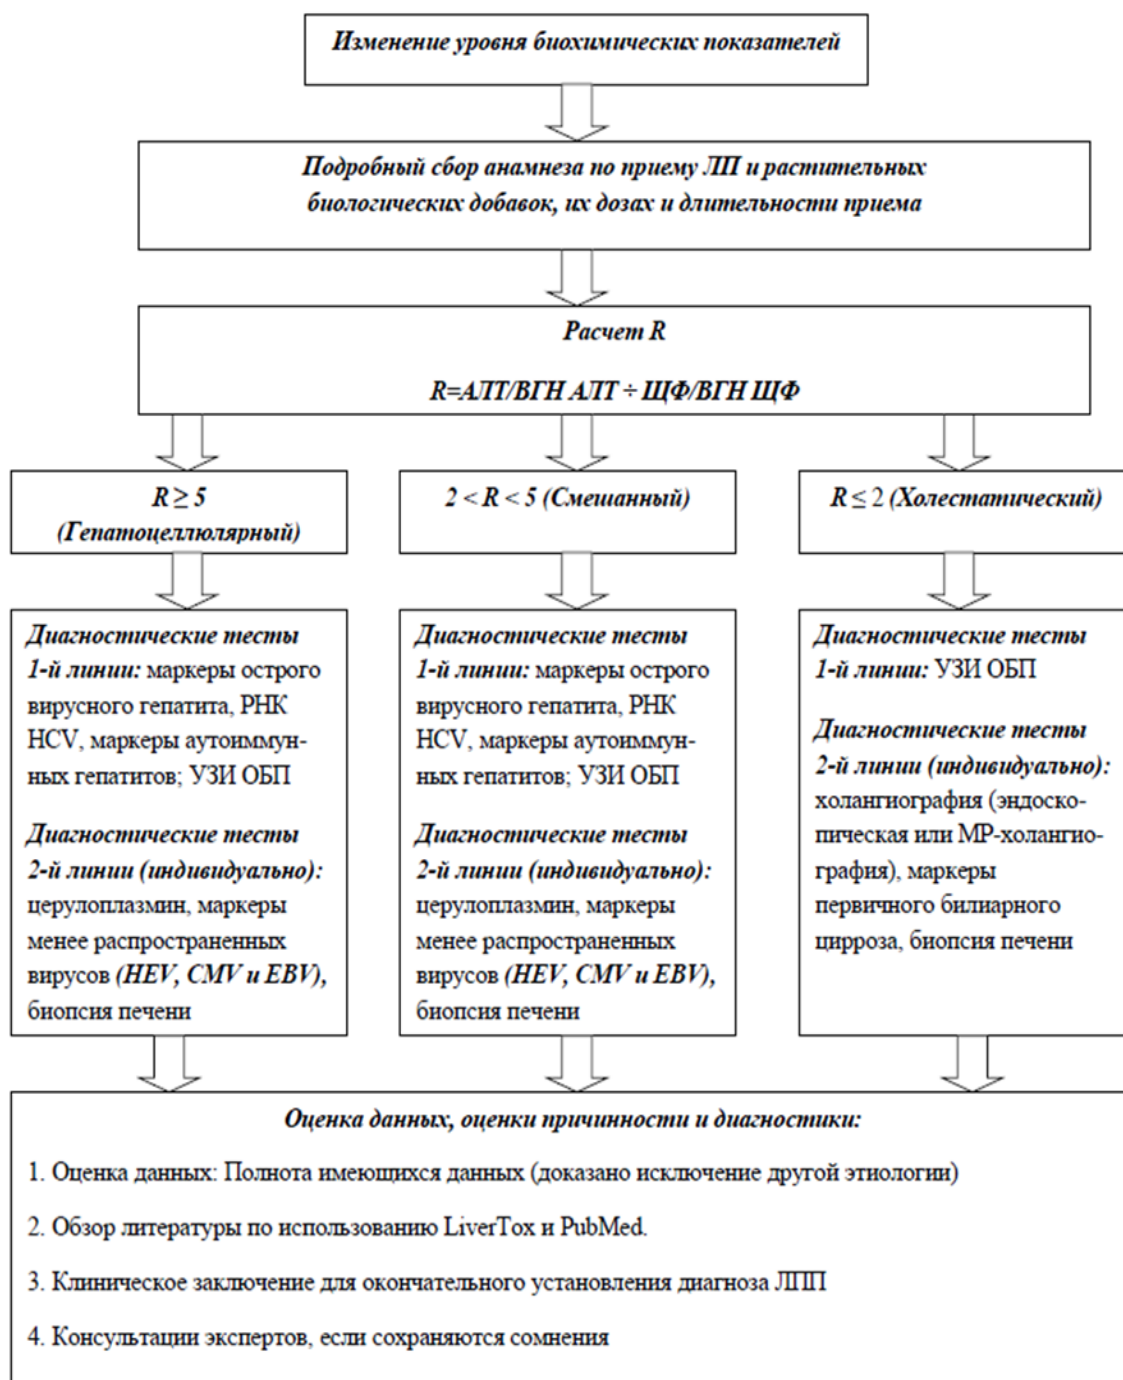 Изменение уровня биохимических показателей
Подробный сбор анамнеза по приему ЛП и растительных
биологических добавок, их дозах и длительности приема
Расчет R
R=АЛТ/ВГН АЛТ ÷ ЩФ/ВГН ЩФ
R ≥ 5
(Гепатоцеллюлярный)
2 < R < 5 (Смешанный)
R ≤ 2 (Холестатический)
Диагностические тесты
1-й линии: маркеры острого
вирусного гепатита, РНК
HCV, маркеры аутоиммун-
ных гепатитов; УЗИ ОБП
Диагностические тесты
2-й линии (индивидуально):
церулоплазмин, маркеры
менее распространенных
вирусов (HEV, CMV и EBV),
биопсия печени
Диагностические тесты
1-й линии: маркеры острого
вирусного гепатита, РНК
HCV, маркеры аутоиммун-
ных гепатитов; УЗИ ОБП
Диагностические тесты
2-й линии (индивидуально):
церулоплазмин, маркеры
менее распространенных
вирусов (HEV, CMV и EBV),
биопсия печени
Диагностические тесты
1-й линии: УЗИ ОБП
Диагностические тесты
2-й линии (индивидуально):
холангиография (эндоско-
пическая или МР-холангио-
графия), маркеры
первичного билиарного
цирроза, биопсия печени
Оценка данных, оценки причинности и диагностики:
1. Оценка данных: Полнота имеющихся данных (доказано исключение другой этиологии)
2. Обзор литературы по использованию LiverTox и PubMed.
3. Клиническое заключение для окончательного установления диагноза ЛПП
4. Консультации экспертов, если сохраняются сомнения